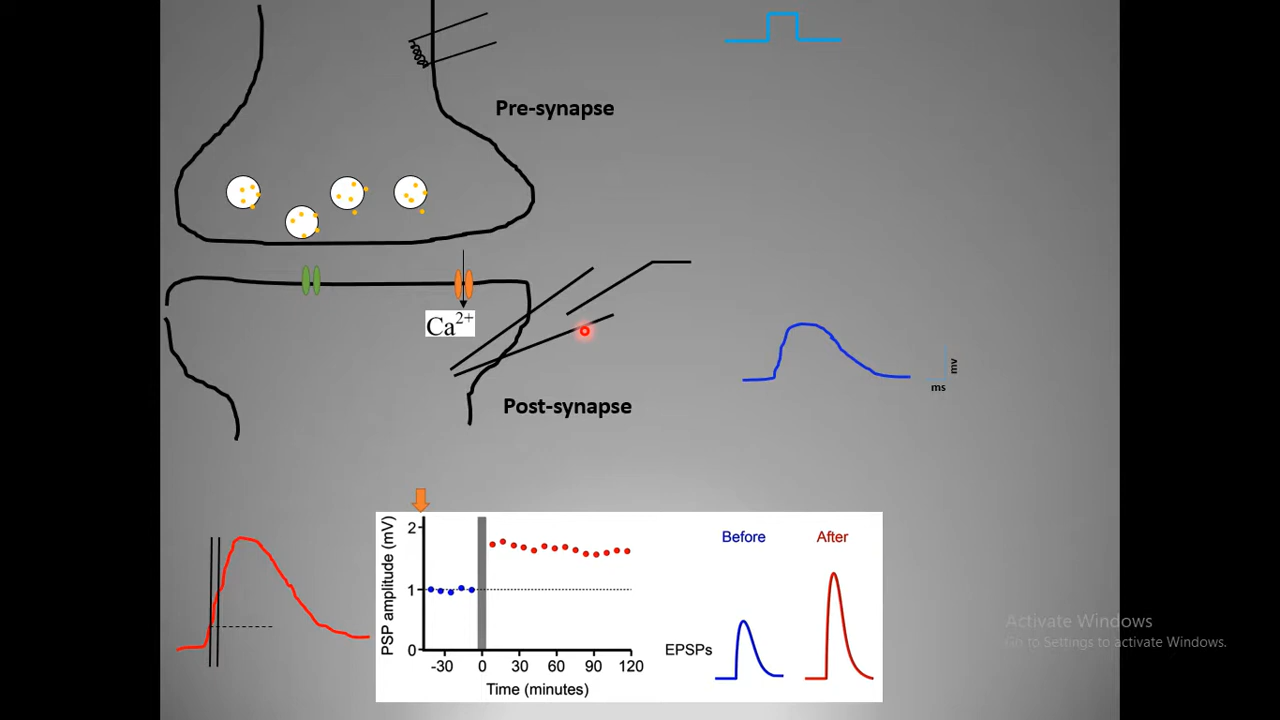 Pre-synapse
Ca2+
mv
ms
Post-synapse
PSP amplitude (mV)
2
1
0
-30 0 30 60 90 120
Time (minutes)
Before After
EPSPs
Activate Windows
Go to Settings to activate Windows.